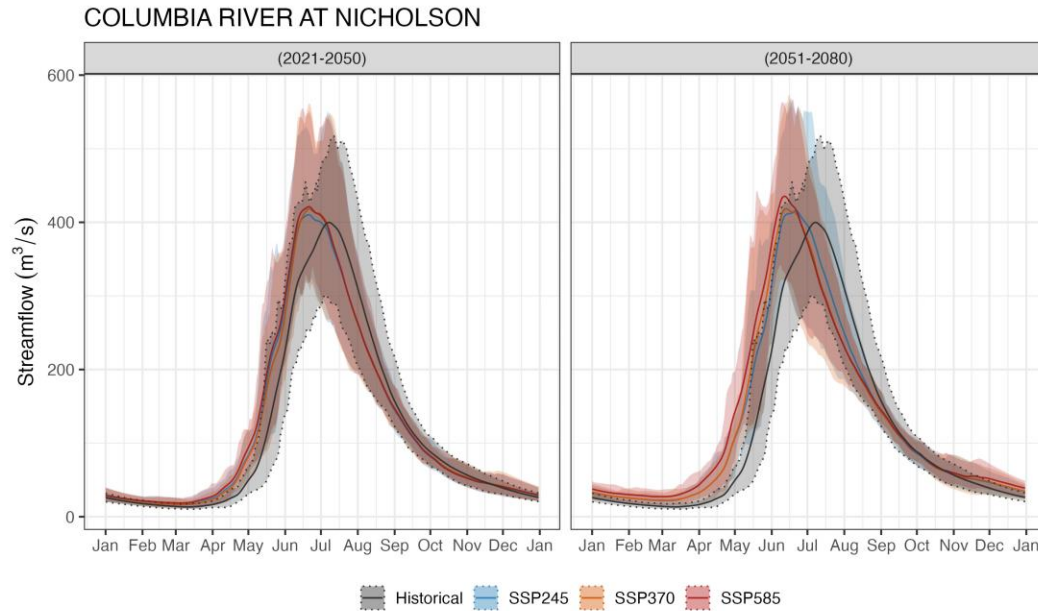 COLUMBIA RIVER AT NICHOLSON
(2021-2050) (2051-2080)
600
400
200
0
Streamflow (m³/s)
Jan Feb Mar Apr May Jun Jul Aug Sep Oct Nov Dec Jan
Jan Feb Mar Apr May Jun Jul Aug Sep Oct Nov Dec Jan
Historical SSP245 SSP370 SSP585